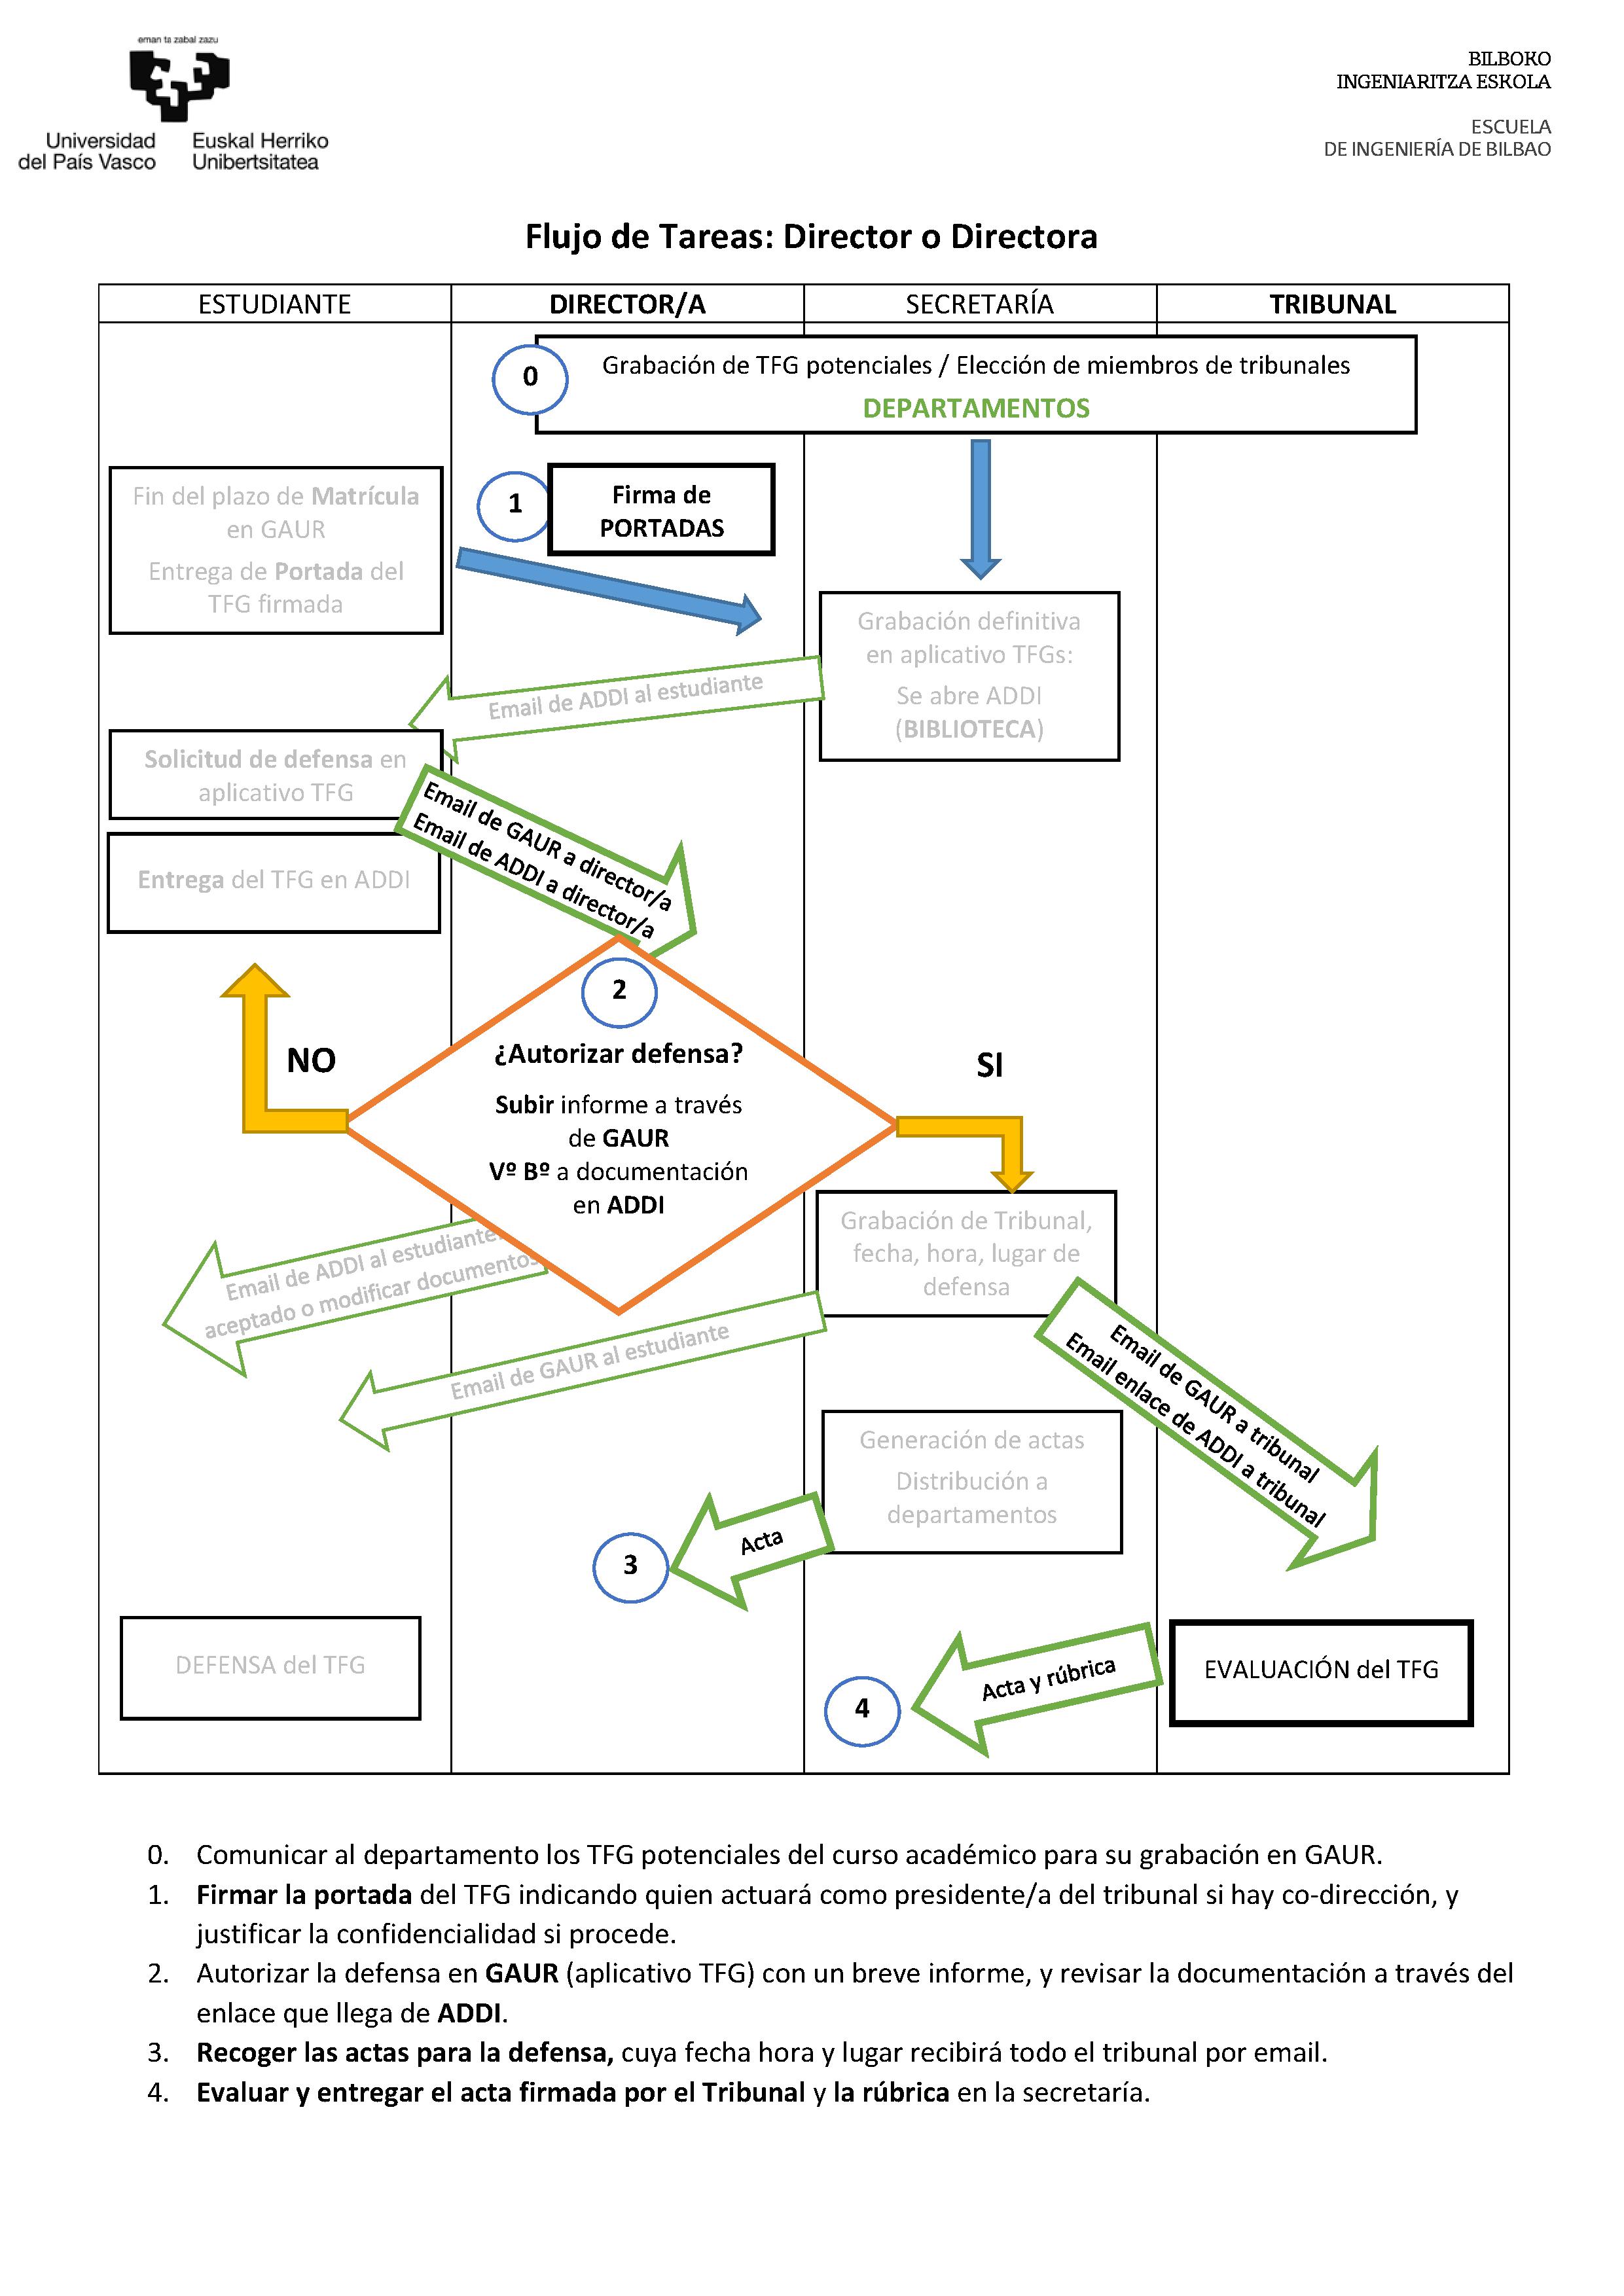 eman ta zabal zazu
Universidad
del País Vasco
Euskal Herriko
Unibertsitatea
BILBOKO
INGENIARITZA ESKOLA
ESCUELA
DE INGENIERÍA DE BILBAO
Flujo de Tareas: Director o Directora
ESTUDIANTE
DIRECTOR/A
SECRETARÍA
TRIBUNAL
0
Grabación de TFG potenciales / Elección de miembros de tribunales
DEPARTAMENTOS
Fin del plazo de Matrícula
en GAUR
Entrega de Portada del
TFG firmada
1
Firma de
PORTADAS
Grabación definitiva
en aplicativo TFGs:
Se abre ADDI
(BIBLIOTECA)
Email de ADDI al estudiante
Solicitud de defensa en
aplicativo TFG
Email de GAUR a director/a
Email de ADDI a director/a
Entrega del TFG en ADDI
2
¿Autorizar defensa?
Subir informe a través
de GAUR
Vº Bº a documentación
en ADDI
NO
SI
Grabación de Tribunal,
fecha, hora, lugar de
defensa
Email de ADDI al estudiante:
aceptado o modificar documentos
Email de GAUR al estudiante
Email de GAUR a tribunal
Email enlace de ADDI a tribunal
Generación de actas
Distribución a
departamentos
Acta
3
DEFENSA del TFG
4
Acta y rúbrica
EVALUACIÓN del TFG
0. Comunicar al departamento los TFG potenciales del curso académico para su grabación en GAUR.
1. Firmar la portada del TFG indicando quien actuará como presidente/a del tribunal si hay co-dirección, y
justificar la confidencialidad si procede.
2. Autorizar la defensa en GAUR (aplicativo TFG) con un breve informe, y revisar la documentación a través del
enlace que llega de ADDI.
3. Recoger las actas para la defensa, cuya fecha hora y lugar recibirá todo el tribunal por email.
4. Evaluar y entregar el acta firmada por el Tribunal y la rúbrica en la secretaría.